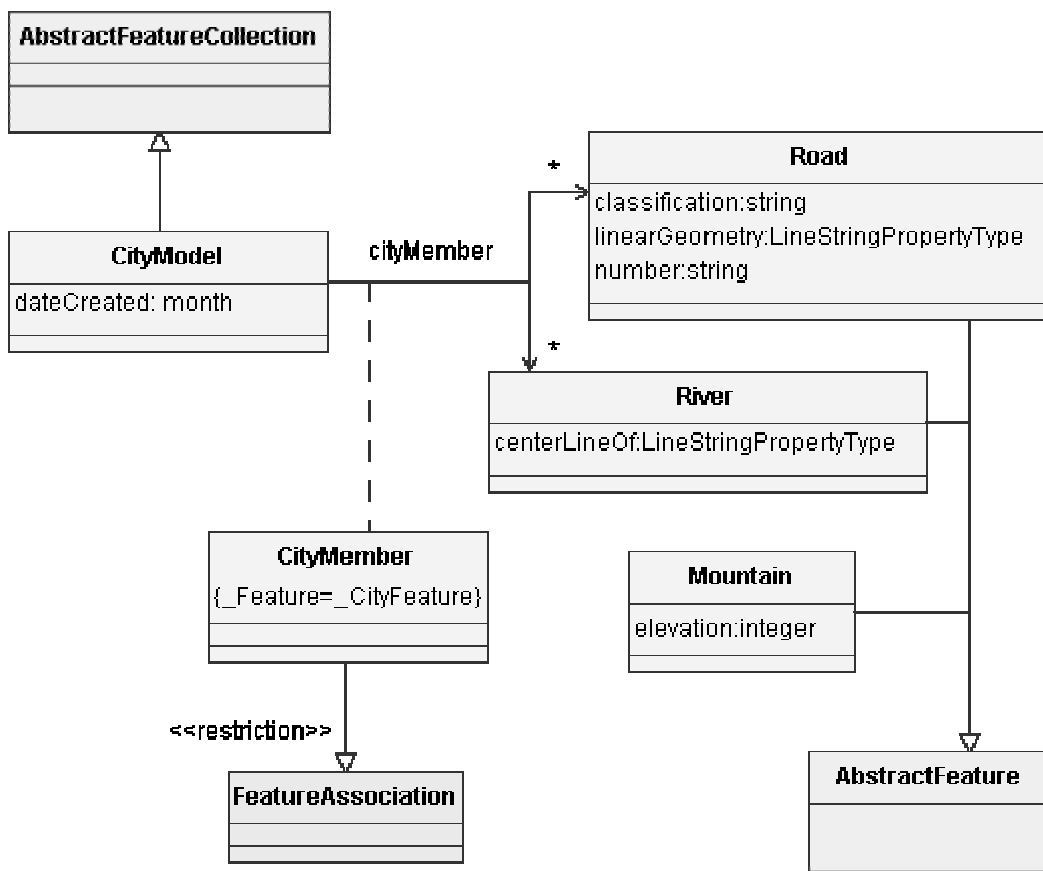 AbstractFeatureCollection
*
Road
classification:string
linearGeometry:LineStringPropertyType
number:string
CityModel
dateCreated: month
cityMember
*
River
centerLineOf:LineStringPropertyType
CityMember
{_Feature=_CityFeature}
Mountain
elevation:integer
<<restriction>>
FeatureAssociation
AbstractFeature